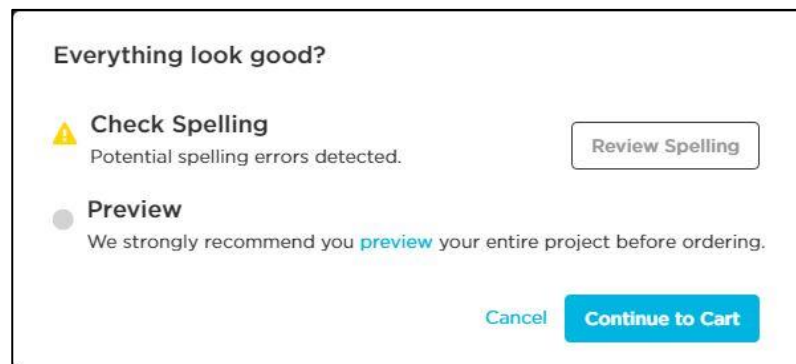 Everything look good?
Check Spelling
Potential spelling errors detected.
Review Spelling
Preview
We strongly recommend you preview your entire project before ordering.
Cancel
Continue to Cart